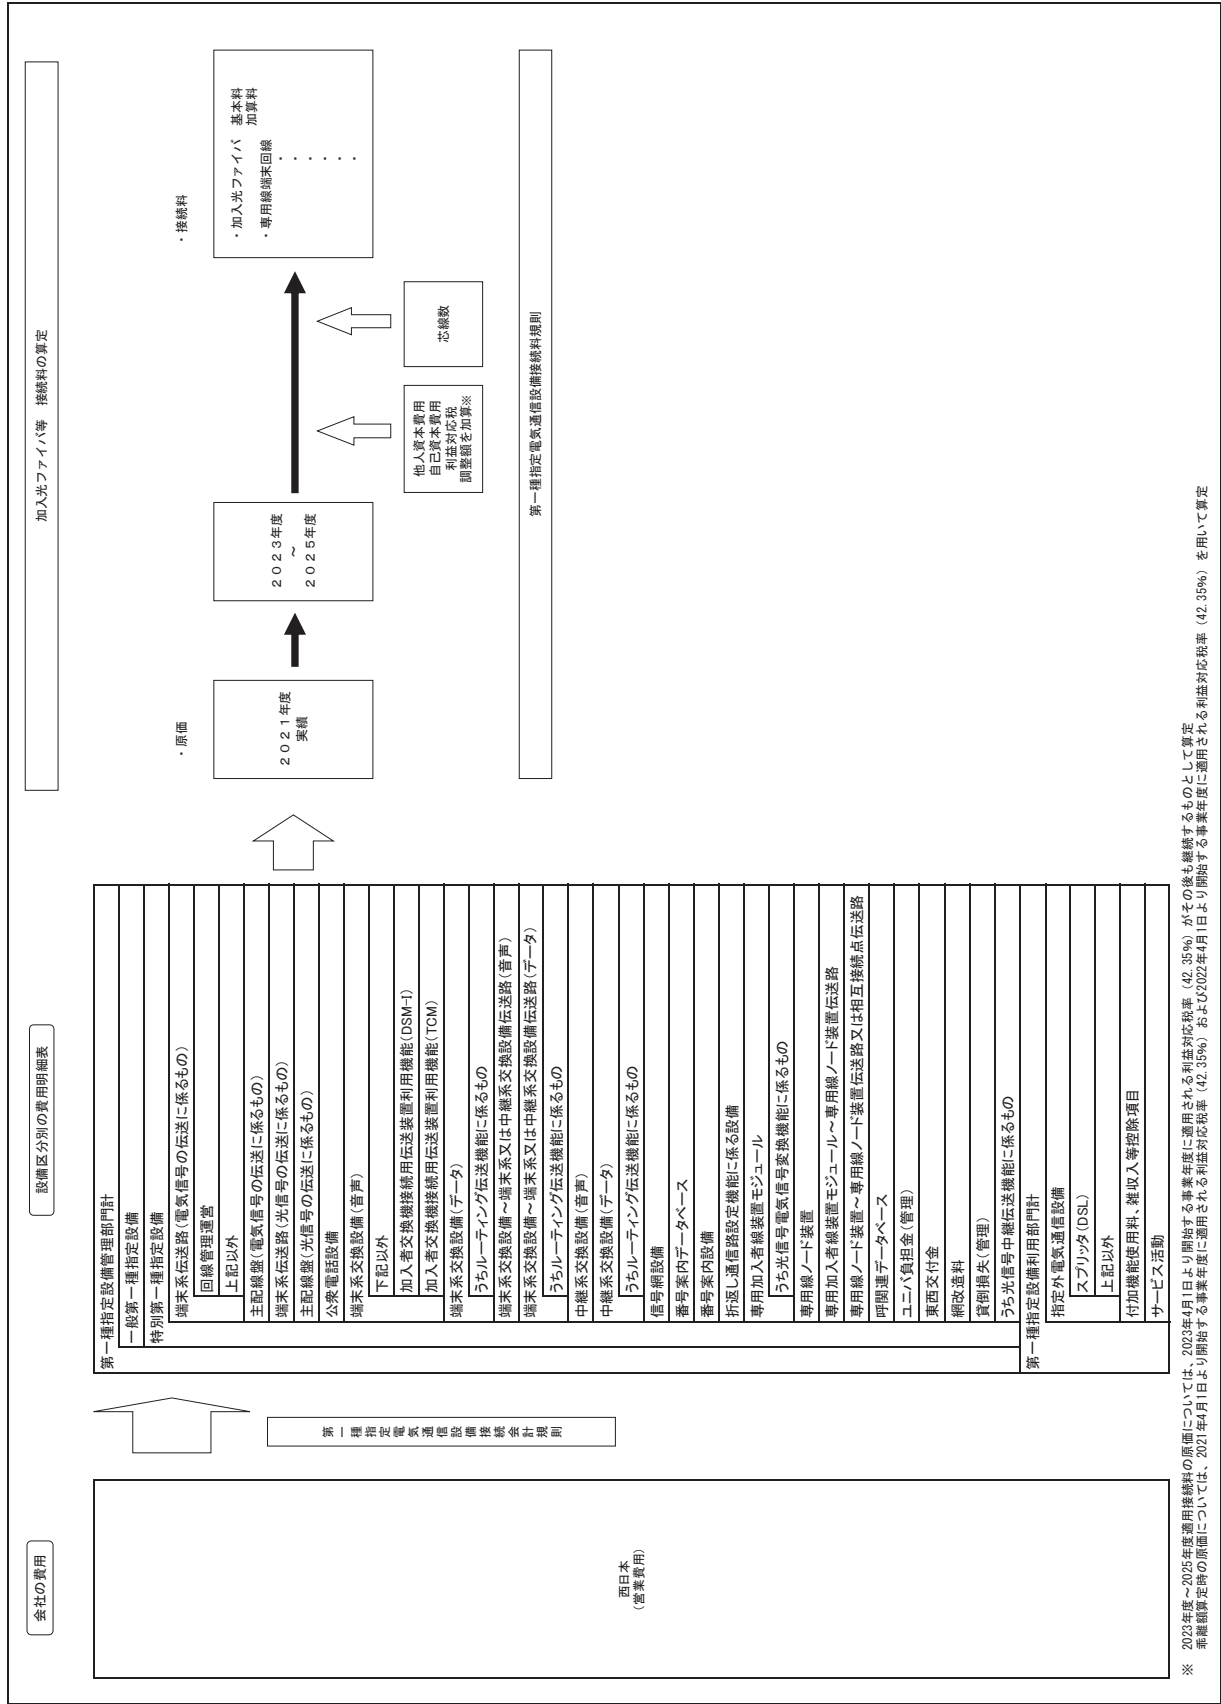 会社の費用
西日本
（営業費用）
第一種指定電気通信設備接続会計規則
設備区分別の費用明細表
第一種指定設備管理部門計
一般第一種指定設備
特別第一種指定設備
端末系伝送路（電気信号の伝送に係るもの）
回線管理運営
上記以外
主配線盤（電気信号の伝送に係るもの）
端末系伝送路（光信号の伝送に係るもの）
主配線盤（光信号の伝送に係るもの）
公衆電話設備
端末系交換設備（音声）
下記以外
加入者交換機接続用伝送装置利用機能（DSM-I）
加入者交換機接続用伝送装置利用機能（TCM）
端末系交換設備（データ）
うちルーティング伝送機能に係るもの
端末系交換設備～端末系又は中継系交換設備伝送路（音声）
端末系交換設備～端末系又は中継系交換設備伝送路（データ）
うちルーティング伝送機能に係るもの
中継系交換設備（音声）
中継系交換設備（データ）
うちルーティング伝送機能に係るもの
信号網設備
番号案内データベース
番号案内設備
折返し通信路設定機能に係る設備
専用加入者線装置モジュール
うち光信号電気信号変換機能に係るもの
専用線ノード装置
専用加入者線装置モジュール～専用線ノード装置伝送路
専用線ノード装置～専用線ノード装置伝送路又は相互接続点伝送路
呼関連データベース
ユニバ負担金（管理）
東西交付金
網改造料
貸倒損失（管理）
うち光信号中継伝送機能に係るもの
第一種指定設備利用部門計
指定外電気通信設備
スプリッタ（DSL）
上記以外
付加機能使用料、雑収入等控除項目
サービス活動
加入光ファイバ等　接続料の算定
・原価
２０２１年度
実績
２０２３年度
～
２０２５年度
他人資本費用
自己資本費用
利益対応税
調整額を加算※
芯線数
・接続料
・加入光ファイバ　基本料
加算料
・専用線端末回線
・
・
・
・
・
・
第一種指定電気通信設備接続料規則
※　2023年度～2025年度適用接続料の原価については、2023年4月1日より開始する事業年度に適用される利益対応税率（42.35%）がその後も継続するものとして算定
乖離額算定時の原価については、2021年4月1日より開始する事業年度に適用される利益対応税率（42.35%）および2022年4月1日より開始する事業年度に適用される利益対応税率（42.35%）を用いて算定